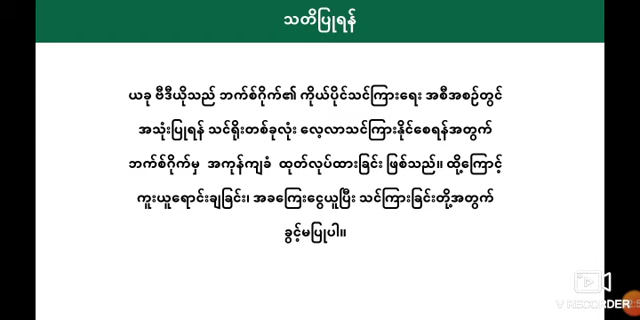 သတိပြုရန်
ယခု ဗီဒီယိုသည် ဘက်စ်ဂိုက်၏ ကိုယ်ပိုင်သင်ကြားရေး အစီအစဉ်တွင်
အသုံးပြုရန် သင်ရိုးတစ်ခုလုံး လေ့လာသင်ကြားနိုင်စေရန်အတွက်
ဘက်စ်ဂိုက်မှ အကုန်ကျခံ ထုတ်လုပ်ထားခြင်း ဖြစ်သည်။ ထို့ကြောင့်
ကူးယူရောင်းချခြင်း၊ အခကြေးငွေယူပြီး သင်ကြားခြင်းတို့အတွက်
ခွင့်မပြုပါ။
V RECORDER